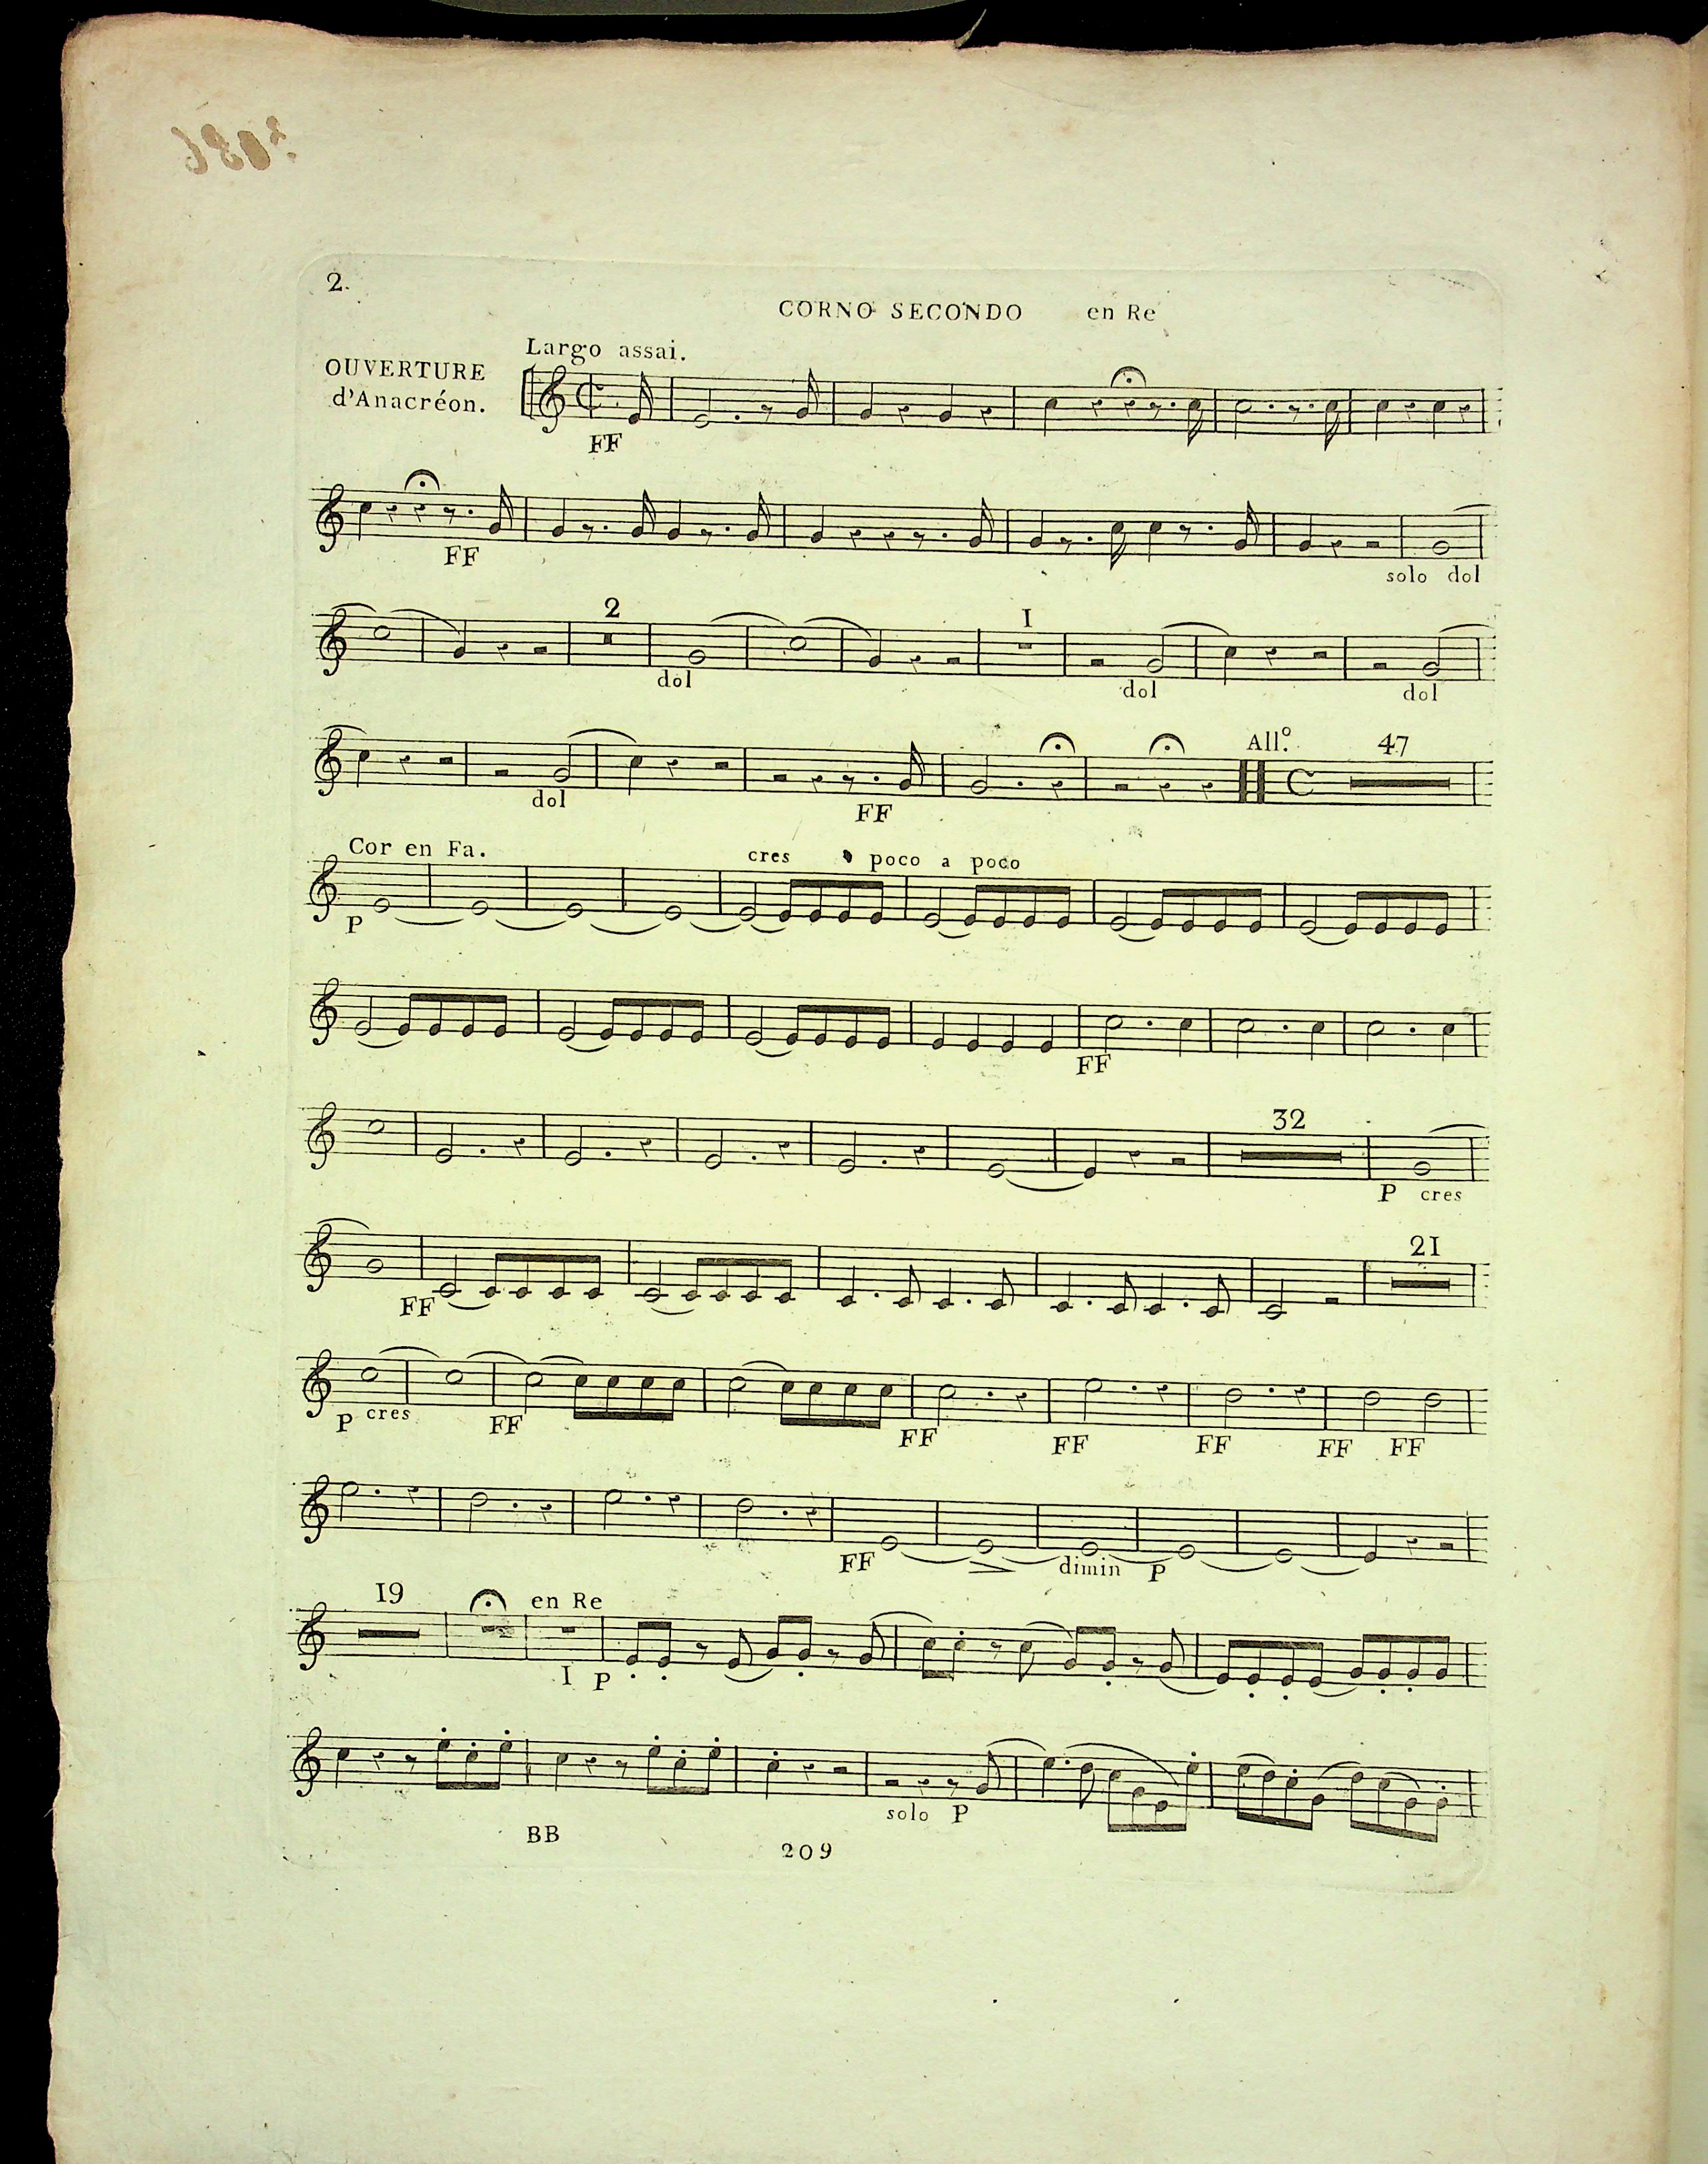 2.
CORNO SECONDO en Re
Largo assai.
OUVERTURE
d'Anacréon.
FF
FF
solo dol
2 I
dol dol dol
All.º 47
dol FF
Cor en Fa. cres poco a poco
P
FF
32
P cres
21
FF
P cres FF FF FF FF FF FF
FF dimin P
19 en Re
I P
solo P
BB
209